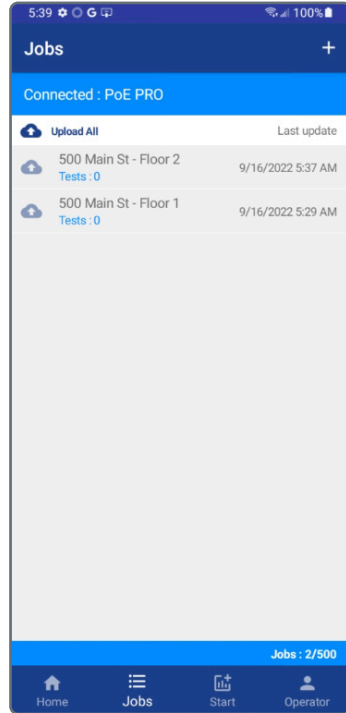 5:39 G 100%
Jobs +
Connected : PoE PRO
Upload All Last update
500 Main St - Floor 2 9/16/2022 5:37 AM
Tests : 0
500 Main St - Floor 1 9/16/2022 5:29 AM
Tests : 0
Jobs : 2/500
Home Jobs Start Operator